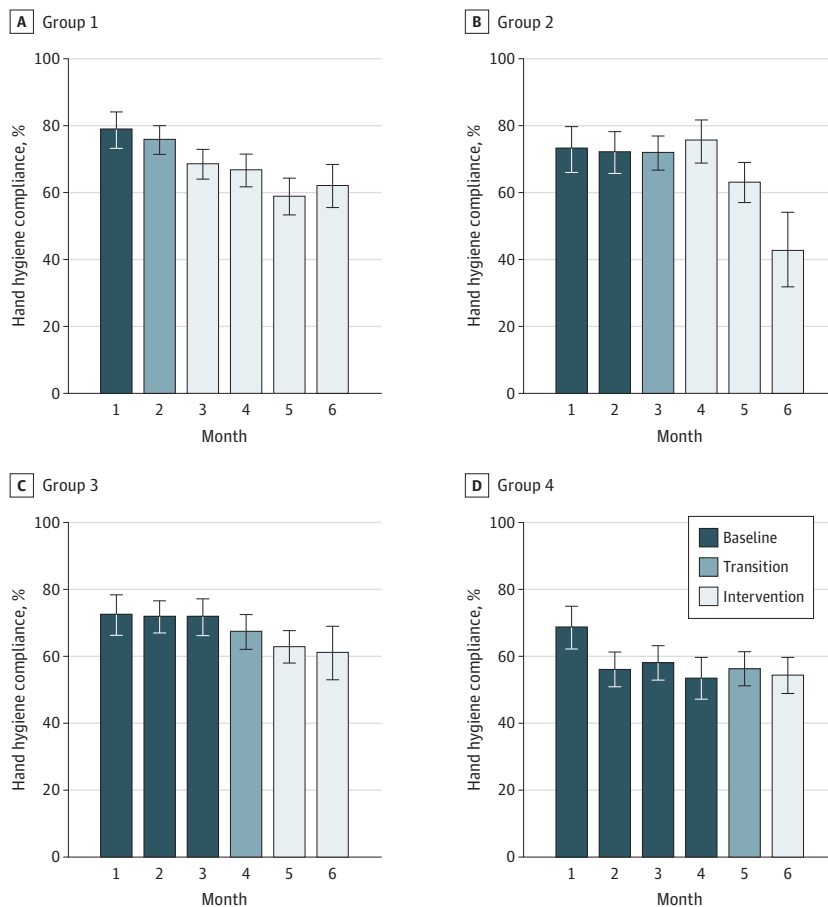 A Group 1
100
80
60
40
20
0
Hand hygiene compliance, %
1 2 3 4 5 6
Month
B Group 2
100
80
60
40
20
0
Hand hygiene compliance, %
1 2 3 4 5 6
Month
C Group 3
100
80
60
40
20
0
Hand hygiene compliance, %
1 2 3 4 5 6
Month
D Group 4
100
80
60
40
20
0
Hand hygiene compliance, %
Baseline
Transition
Intervention
1 2 3 4 5 6
Month